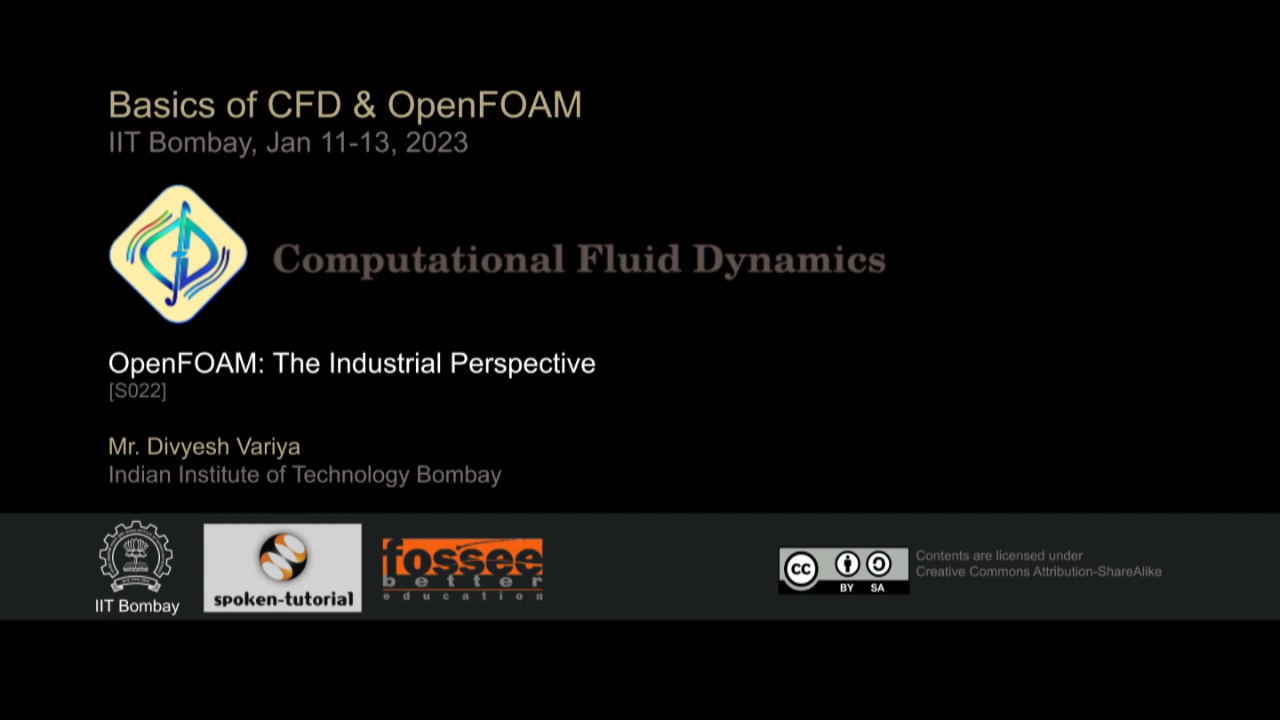 Basics of CFD & OpenFOAM
IIT Bombay, Jan 11-13, 2023
Computational Fluid Dynamics
OpenFOAM: The Industrial Perspective
[S022]
Mr. Divyesh Variya
Indian Institute of Technology Bombay
IIT Bombay
spoken-tutorial
fossee
better
education
cc
BY SA
Contents are licensed under
Creative Commons Attribution-ShareAlike